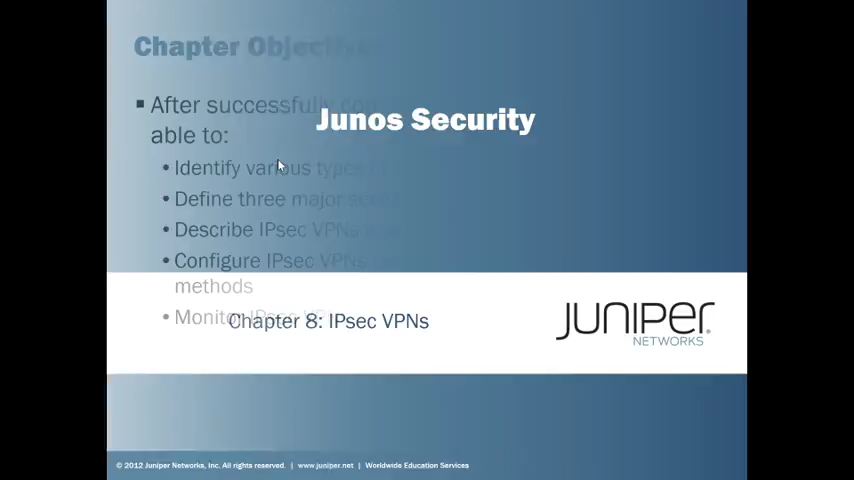 Chapter Objective
After successfully
able to:
Junos Security
Identify various types
Define three major
Describe IPsec VPNs
Configure IPsec VPNs
methods
Monitor
Chapter 8: IPsec VPNs
JUNIPER
NETWORKS
© 2012 Juniper Networks, Inc. All rights reserved. | www.juniper.net | Worldwide Education Services